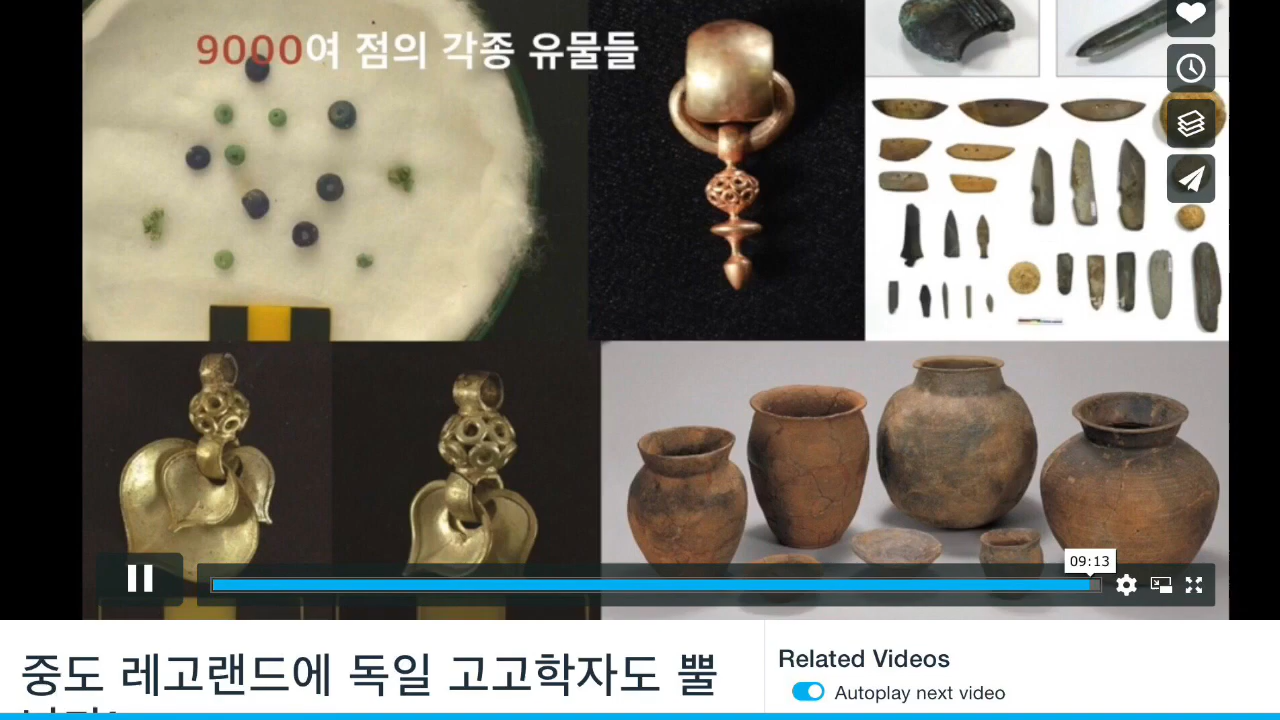 9000여 점의 각종 유물들
09:13
중도 레고랜드에 독일 고고학자도 뿔
Related Videos
Autoplay next video